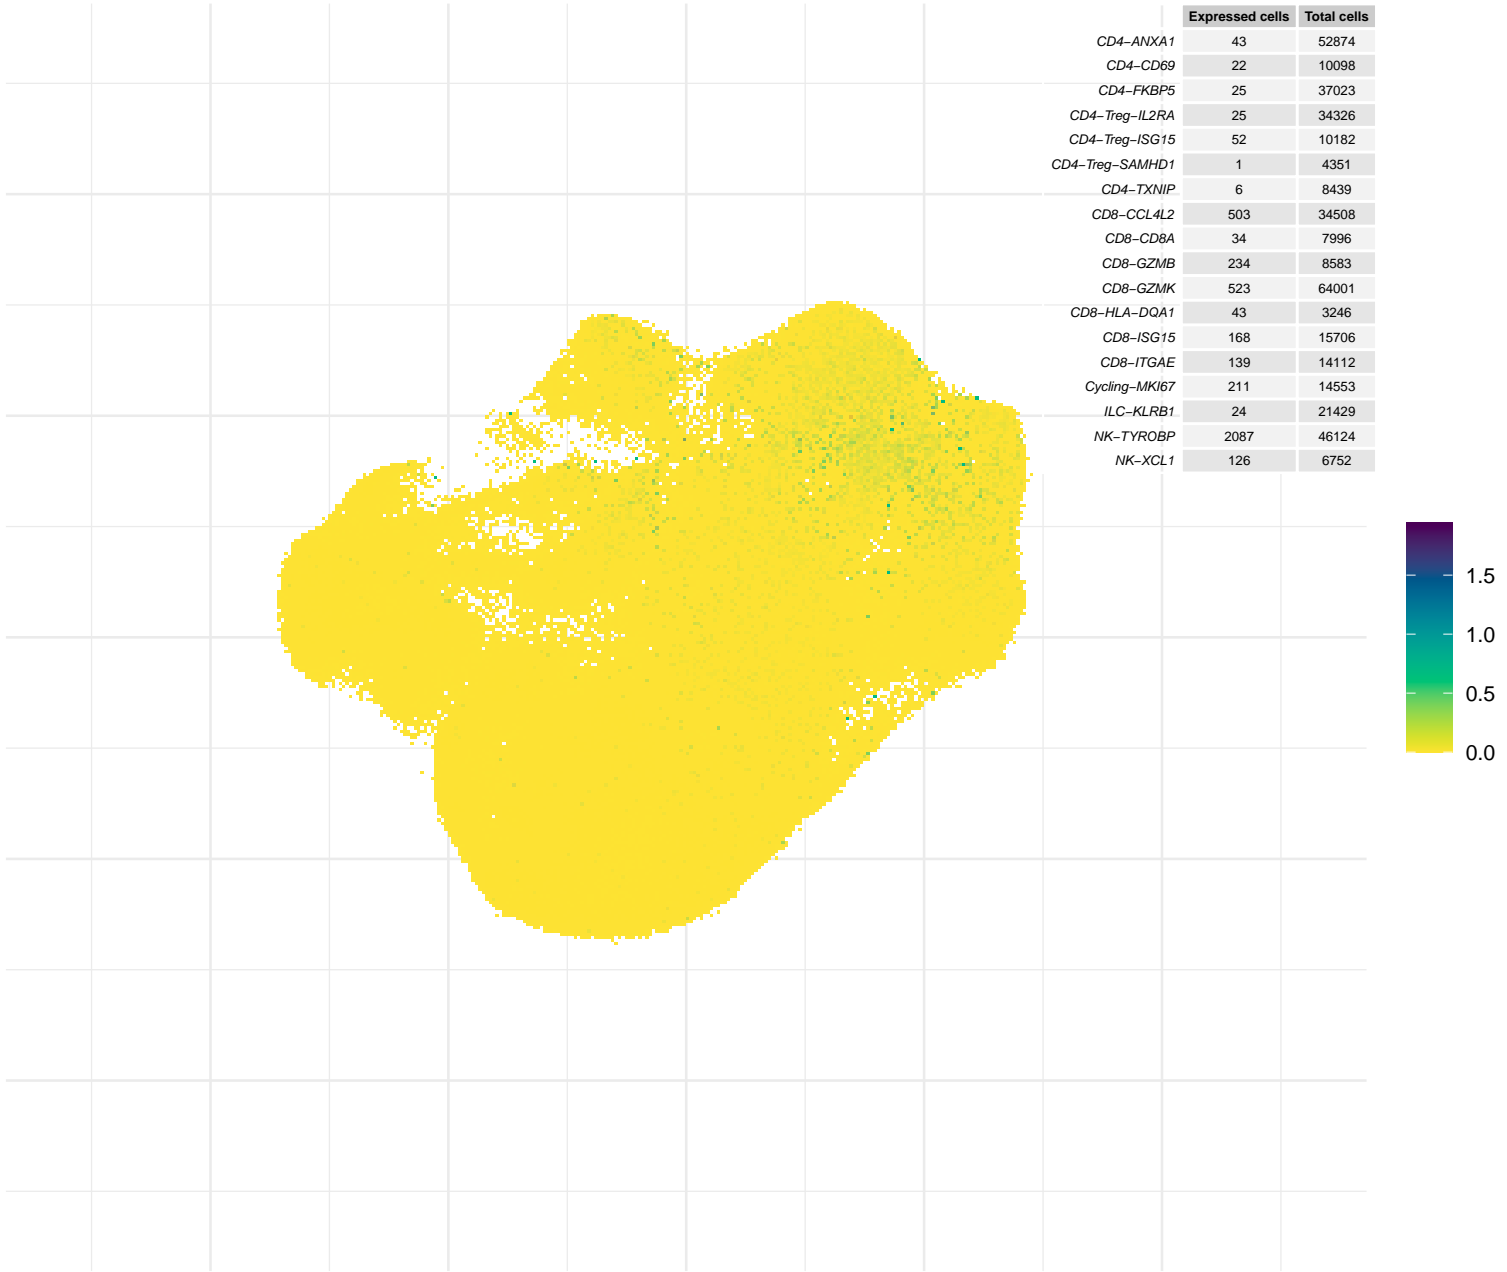 Expressed cells Total cells
CD4−ANXA1 43 52874
CD4−CD69 22 10098
CD4−FKBP5 25 37023
CD4−Treg−IL2RA 25 34326
CD4−Treg−ISG15 52 10182
CD4−Treg−SAMHD1 1 4351
CD4−TXNIP 6 8439
CD8−CCL4L2 503 34508
CD8−CD8A 34 7996
CD8−GZMB 234 8583
CD8−GZMK 523 64001
CD8−HLA−DQA1 43 3246
CD8−ISG15 168 15706
CD8−ITGAE 139 14112
Cycling−MKI67 211 14553
ILC−KLRB1 24 21429
NK−TYROBP 2087 46124
NK−XCL1 126 6752
1.5
1.0
0.5
0.0